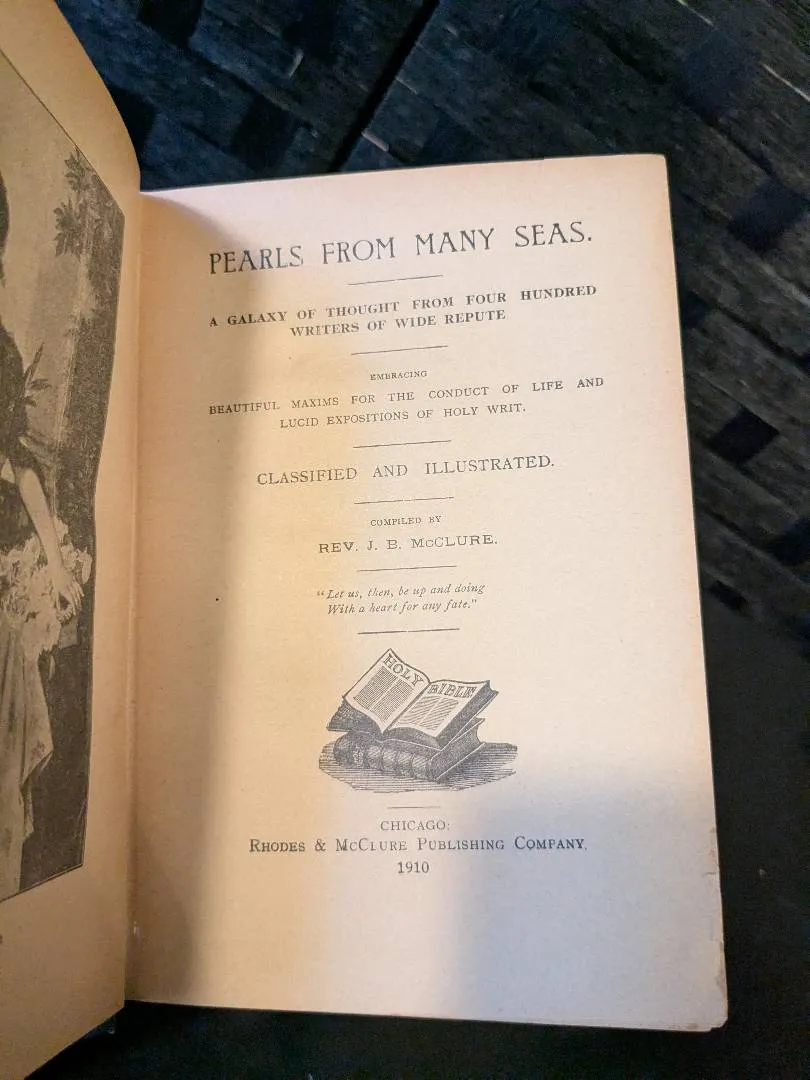 PEARLS FROM MANY SEAS.
A GALAXY OF THOUGHT FROM FOUR HUNDRED
WRITERS OF WIDE REPUTE
EMBRACING
BEAUTIFUL MAXIMS FOR THE CONDUCT OF LIFE AND
LUCID EXPOSITIONS OF HOLY WRIT.
CLASSIFIED AND ILLUSTRATED.
COMPILED BY
REV. J. B. McCLURE.
"Let us, then, be up and doing
With a heart for any fate."
HOLY BIBLE
CHICAGO:
RHODES & McCLURE PUBLISHING COMPANY.
1910